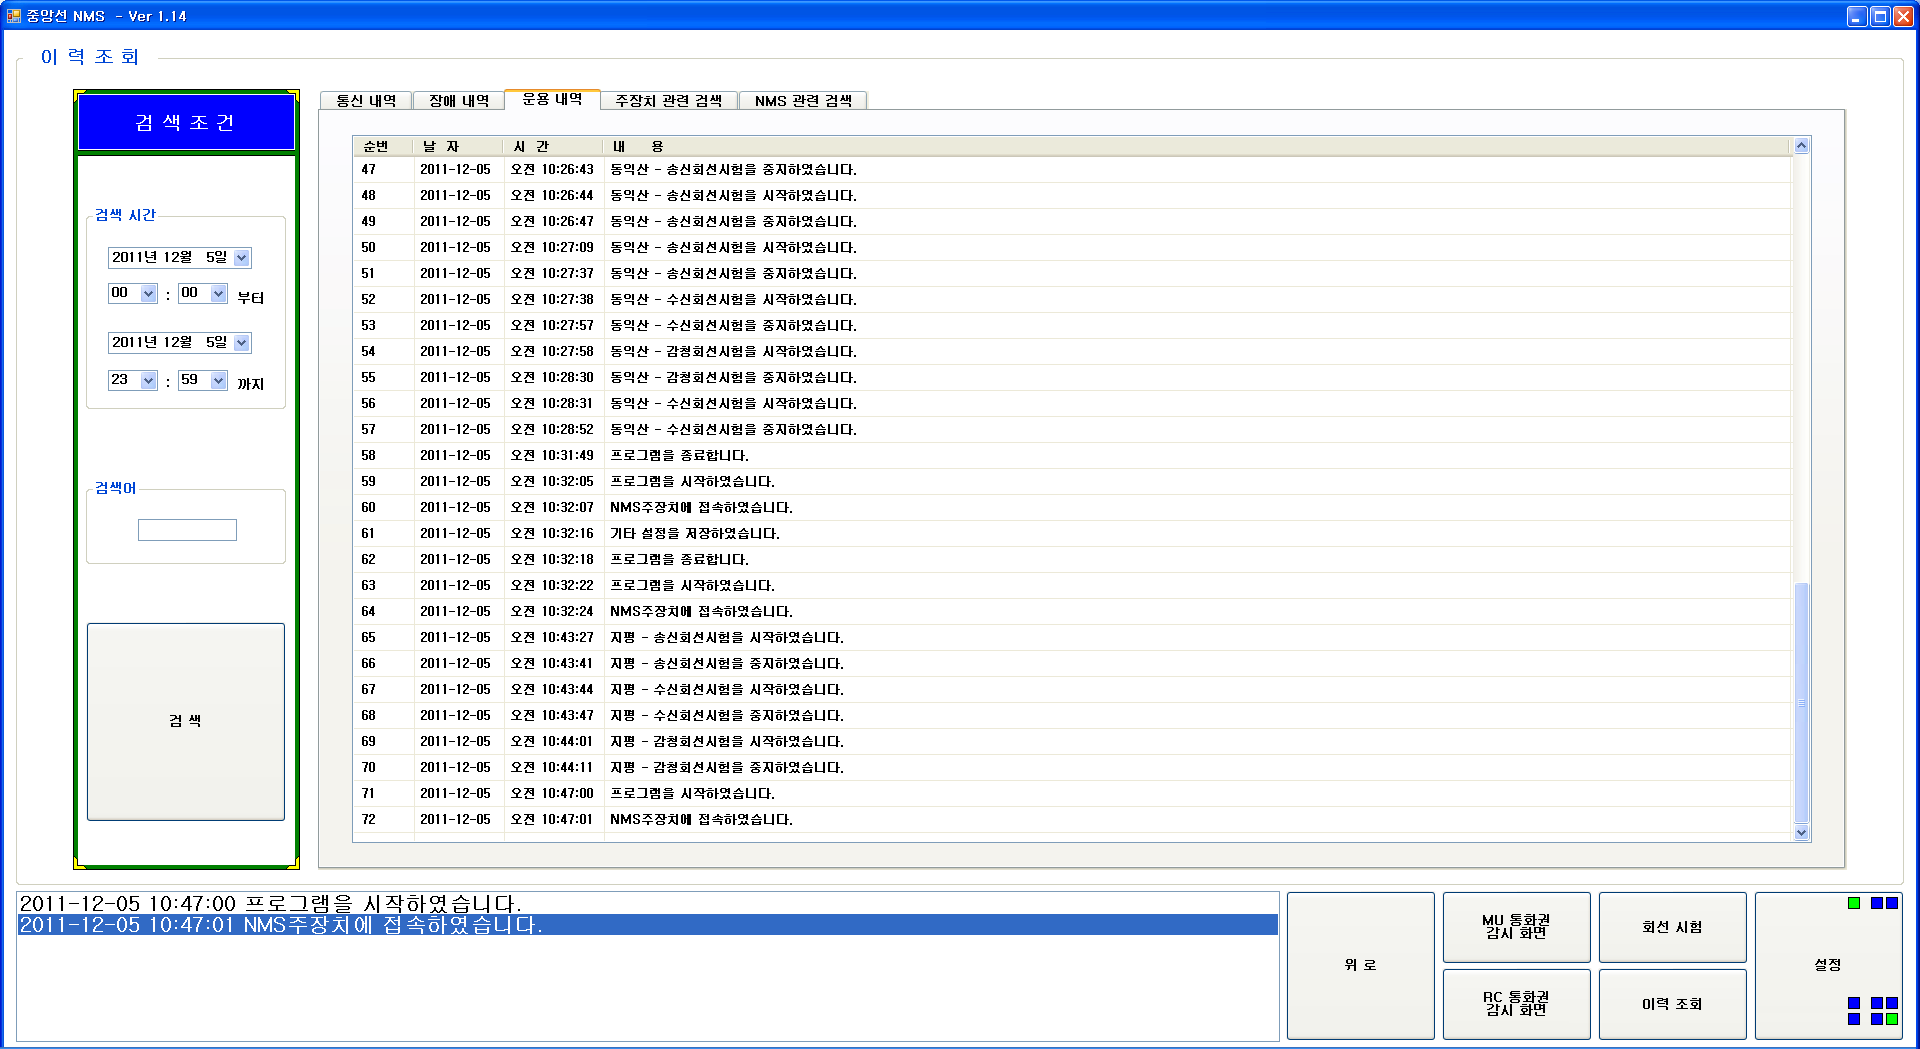 중앙선 NMS - Ver 1.14
이 력 조 회
검 색 조 건
검색 시간
2011년 12월 5일
00 : 00 부터
2011년 12월 5일
23 : 59 까지
검색어
검 색
통신 내역 장애 내역 운용 내역 주장치 관련 검색 NMS 관련 검색
순번 날 자 시 간 내 용
47 2011-12-05 오전 10:26:43 동익산 - 송신회선시험을 중지하였습니다.
48 2011-12-05 오전 10:26:44 동익산 - 송신회선시험을 시작하였습니다.
49 2011-12-05 오전 10:26:47 동익산 - 송신회선시험을 중지하였습니다.
50 2011-12-05 오전 10:27:09 동익산 - 송신회선시험을 시작하였습니다.
51 2011-12-05 오전 10:27:37 동익산 - 송신회선시험을 중지하였습니다.
52 2011-12-05 오전 10:27:38 동익산 - 수신회선시험을 시작하였습니다.
53 2011-12-05 오전 10:27:57 동익산 - 수신회선시험을 중지하였습니다.
54 2011-12-05 오전 10:27:58 동익산 - 감청회선시험을 시작하였습니다.
55 2011-12-05 오전 10:28:30 동익산 - 감청회선시험을 중지하였습니다.
56 2011-12-05 오전 10:28:31 동익산 - 수신회선시험을 시작하였습니다.
57 2011-12-05 오전 10:28:52 동익산 - 수신회선시험을 중지하였습니다.
58 2011-12-05 오전 10:31:49 프로그램을 종료합니다.
59 2011-12-05 오전 10:32:05 프로그램을 시작하였습니다.
60 2011-12-05 오전 10:32:07 NMS주장치에 접속하였습니다.
61 2011-12-05 오전 10:32:16 기타 설정을 저장하였습니다.
62 2011-12-05 오전 10:32:18 프로그램을 종료합니다.
63 2011-12-05 오전 10:32:22 프로그램을 시작하였습니다.
64 2011-12-05 오전 10:32:24 NMS주장치에 접속하였습니다.
65 2011-12-05 오전 10:43:27 지평 - 송신회선시험을 시작하였습니다.
66 2011-12-05 오전 10:43:41 지평 - 송신회선시험을 중지하였습니다.
67 2011-12-05 오전 10:43:44 지평 - 수신회선시험을 시작하였습니다.
68 2011-12-05 오전 10:43:47 지평 - 수신회선시험을 중지하였습니다.
69 2011-12-05 오전 10:44:01 지평 - 감청회선시험을 시작하였습니다.
70 2011-12-05 오전 10:44:11 지평 - 감청회선시험을 중지하였습니다.
71 2011-12-05 오전 10:47:00 프로그램을 시작하였습니다.
72 2011-12-05 오전 10:47:01 NMS주장치에 접속하였습니다.
2011-12-05 10:47:00 프로그램을 시작하였습니다.
2011-12-05 10:47:01 NMS주장치에 접속하였습니다.
위 로
MU 통화권
감시 화면
회선 시험
설정
RC 통화권
감시 화면
이력 조회